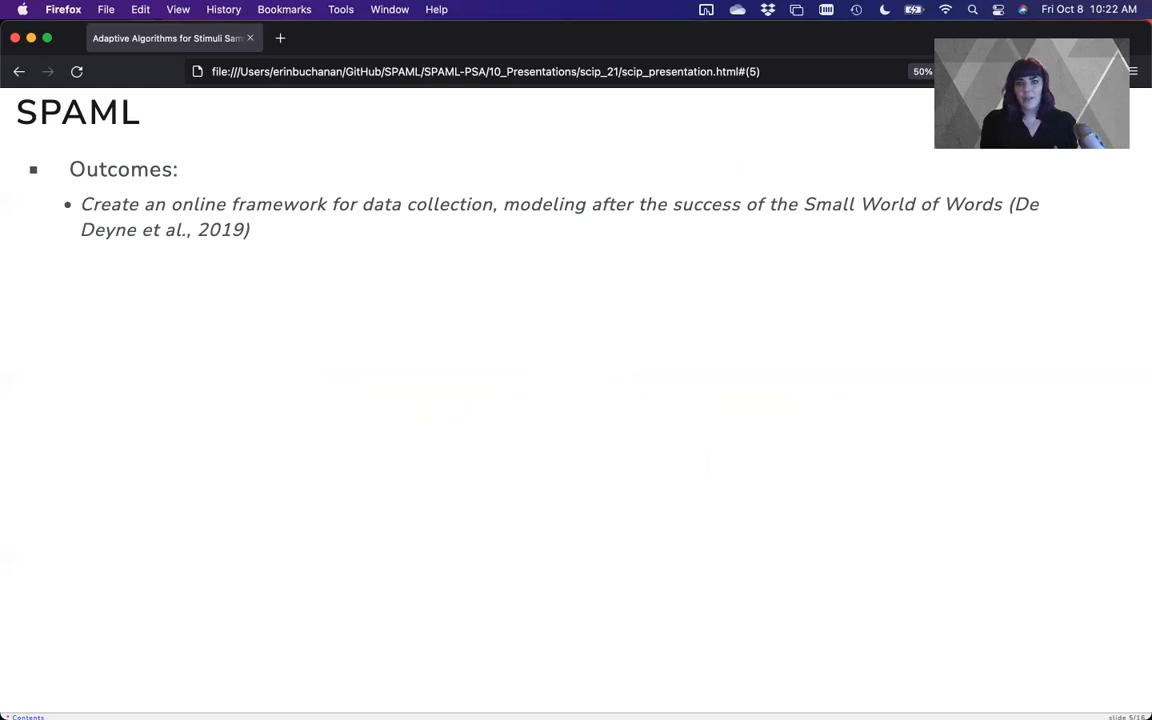 Firefox File Edit View History Bookmarks Tools Window Help Fri Oct 8 10:22 AM
Adaptive Algorithms for Stimuli Sam
file:///Users/erinbuchanan/GitHub/SPAML/SPAML-PSA/10_Presentations/scip_21/scip_presentation.html#(5) 50%
SPAML
Outcomes:
Create an online framework for data collection, modeling after the success of the Small World of Words (De
Deyne et al., 2019)
Contents slide 5/16